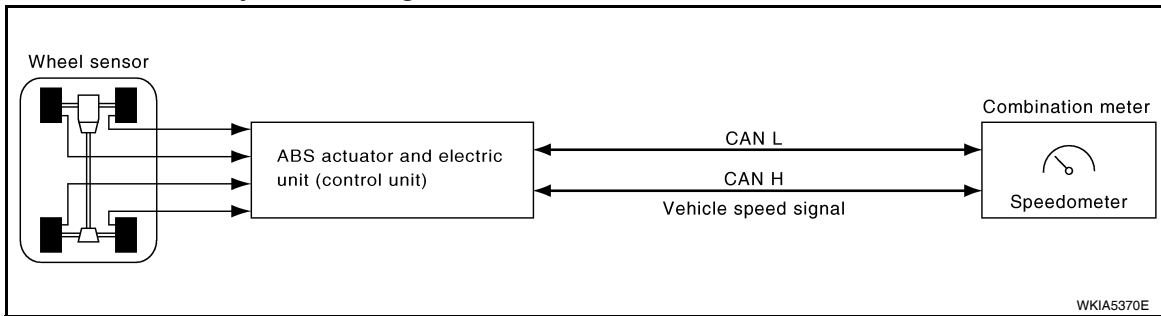 Wheel sensor
ABS actuator and electric
unit (control unit)
CAN L
CAN H
Vehicle speed signal
Combination meter
Speedometer
WKIA5370E